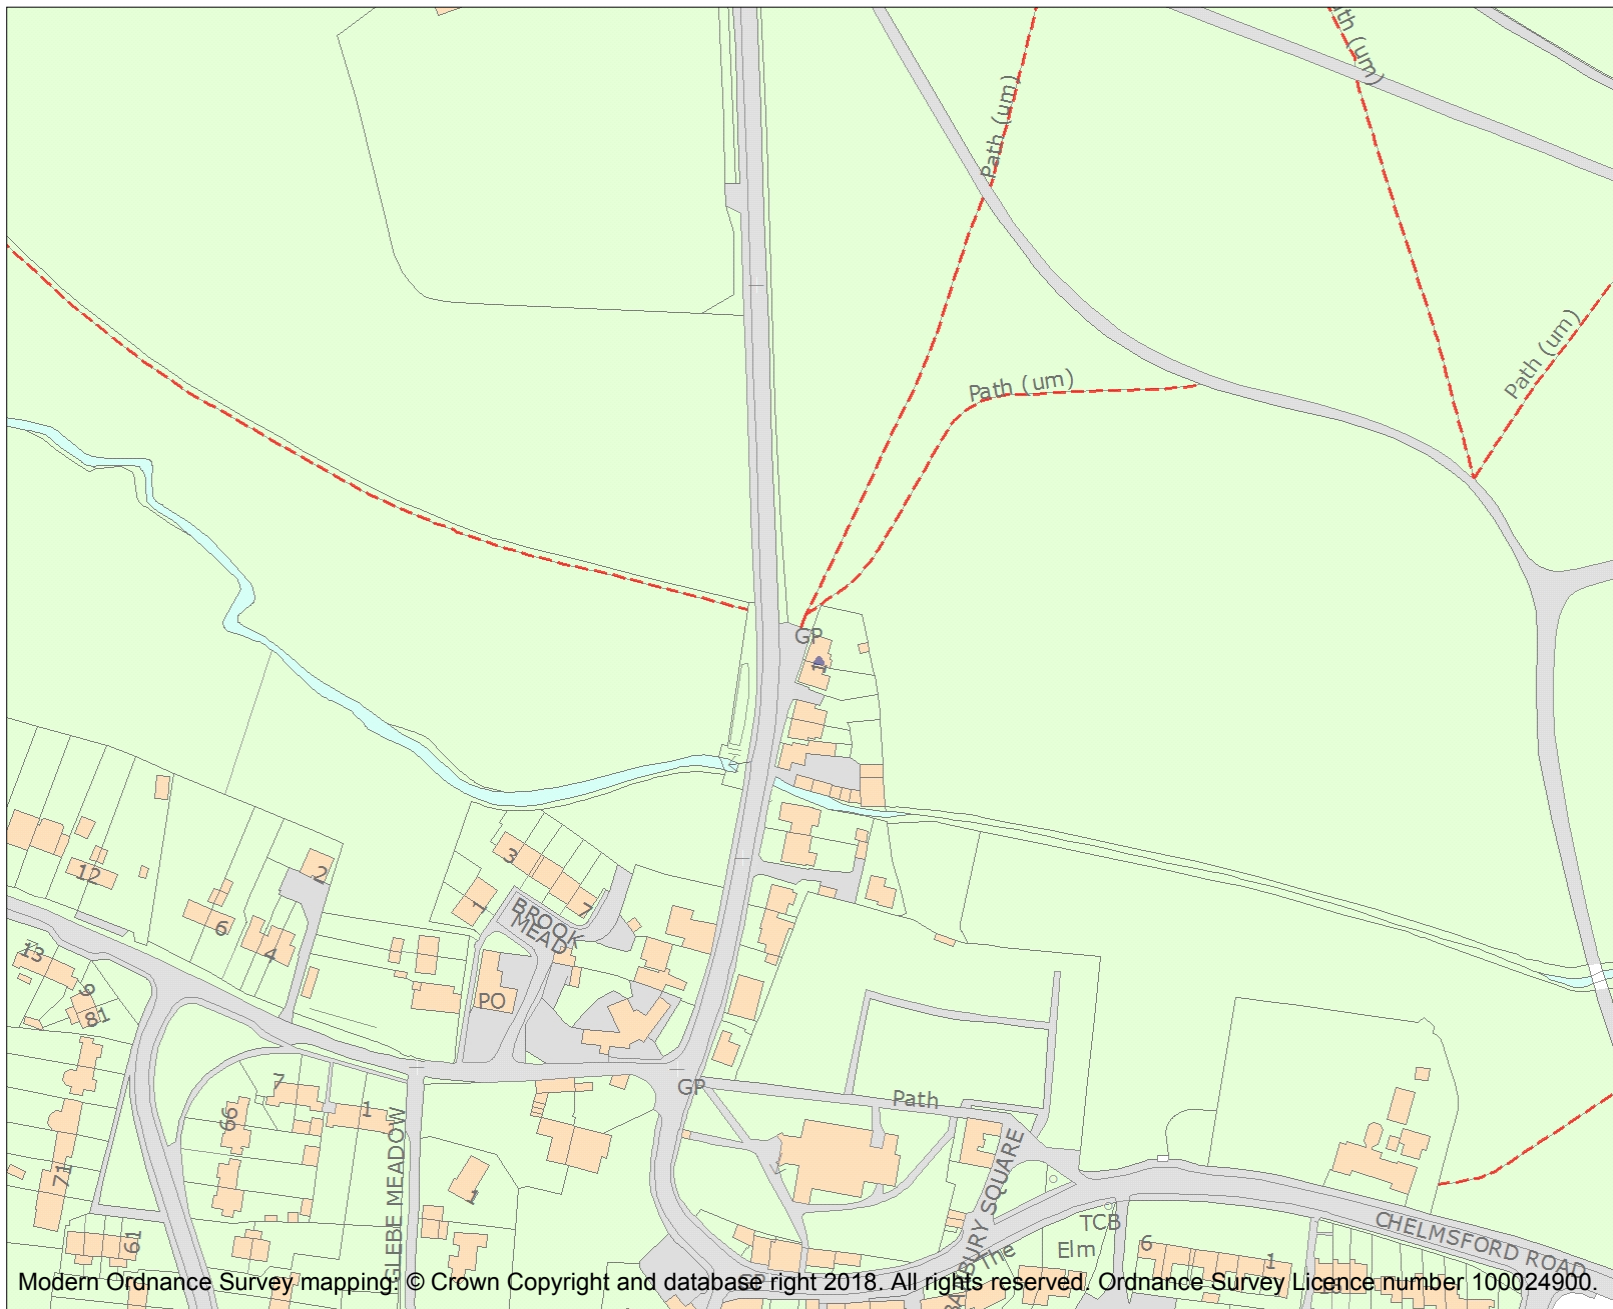 Path (um)
Path (um)
Path (um)
Path (um)
GP
1
3
7
1
BROOK
MEAD
2
12
6
4
13
9
81
PO
GP
Path
7
66
1
71
61
1
GLEBE MEADOW
BANBURY SQUARE
TCB
The
Elm
6
1
CHELMSFORD ROAD
Modern Ordnance Survey mapping: © Crown Copyright and database right 2018. All rights reserved. Ordnance Survey Licence number 100024900.